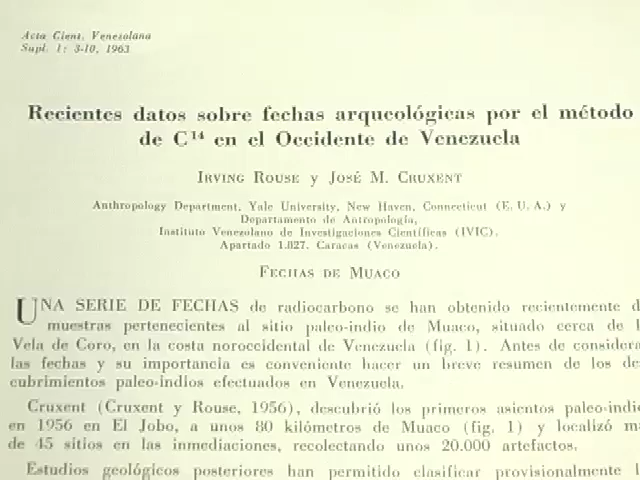 Acta Cient. Venezolana
Supl. 1: 3-10, 1963
Recientes datos sobre fechas arqueológicas por el método
de C14 en el Occidente de Venezuela
IRVING ROUSE y JOSÉ M. CRUXENT
Anthropology Department, Yale University, New Haven, Connecticut (E. U. A.) y
Departamento de Antropología,
Instituto Venezolano de Investigaciones Científicas (IVIC).
Apartado 1.827. Caracas (Venezuela).
FECHAS DE MUACO
UNA SERIE DE FECHAS de radiocarbono se han obtenido recientemente d
muestras pertenecientes al sitio paleo-indio de Muaco, situado cerca de l
Vela de Coro, en la costa noroccidental de Venezuela (fig. 1). Antes de considera
las fechas y su importancia es conveniente hacer un breve resumen de los de
cubrimientos paleo-indios efectuados en Venezuela.
Cruxent (Cruxent y Rouse, 1956), descubrió los primeros asientos paleo-indio
en 1956 en El Jobo, a unos 80 kilómetros de Muaco (fig. 1) y localizó m
de 45 sitios en las inmediaciones, recolectando unos 20.000 artefactos.
Estudios geológicos posteriores han permitido clasificar provisionalmente l